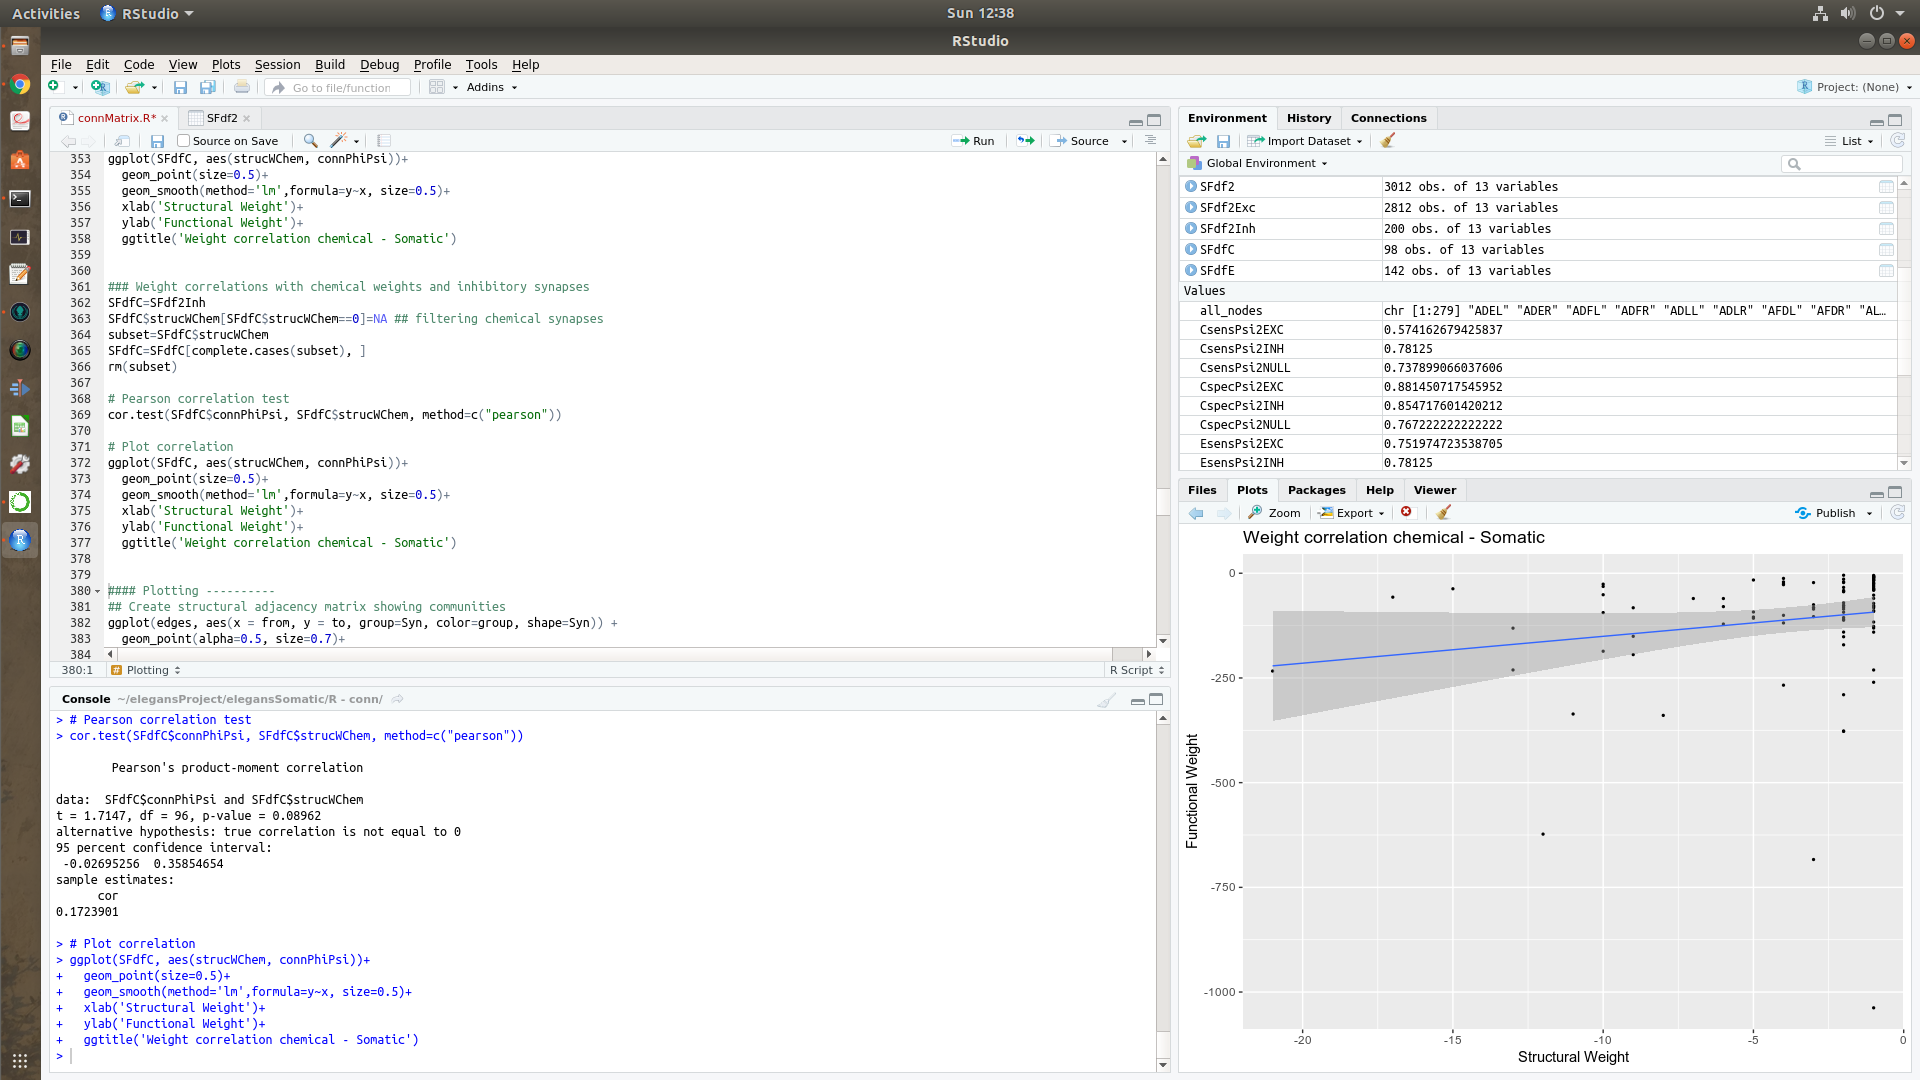 Activities
RStudio
Sun 12:38
RStudio
File Edit Code View Plots Session Build Debug Profile Tools Help
Go to file/function
Addins
Project: (None)
connMatrix.R*
SFdf2
Source on Save
Run
Source
353 ggplot(SFdfC, aes(strucWChem, connPhiPsi))+
354   geom_point(size=0.5)+
355   geom_smooth(method='lm',formula=y~x, size=0.5)+
356   xlab('Structural Weight')+
357   ylab('Functional Weight')+
358   ggtitle('Weight correlation chemical - Somatic')
359
360
361 ### Weight correlations with chemical weights and inhibitory synapses
362 SFdfC=SFdf2Inh
363 SFdfC$strucWChem[SFdfC$strucWChem==0]=NA ## filtering chemical synapses
364 subset=SFdfC$strucWChem
365 SFdfC=SFdfC[complete.cases(subset), ]
366 rm(subset)
367
368 # Pearson correlation test
369 cor.test(SFdfC$connPhiPsi, SFdfC$strucWChem, method=c("pearson"))
370
371 # Plot correlation
372 ggplot(SFdfC, aes(strucWChem, connPhiPsi))+
373   geom_point(size=0.5)+
374   geom_smooth(method='lm',formula=y~x, size=0.5)+
375   xlab('Structural Weight')+
376   ylab('Functional Weight')+
377   ggtitle('Weight correlation chemical - Somatic')
378
379
380 #### Plotting ----------
381 ## Create structural adjacency matrix showing communities
382 ggplot(edges, aes(x = from, y = to, group=Syn, color=group, shape=Syn)) +
383   geom_point(alpha=0.5, size=0.7)+
384
380:1
# Plotting
R Script
Console ~/elegansProject/elegansSomatic/R - conn/
> # Pearson correlation test
> cor.test(SFdfC$connPhiPsi, SFdfC$strucWChem, method=c("pearson"))
Pearson's product-moment correlation
data:  SFdfC$connPhiPsi and SFdfC$strucWChem
t = 1.7147, df = 96, p-value = 0.08962
alternative hypothesis: true correlation is not equal to 0
95 percent confidence interval:
-0.02695256  0.35854654
sample estimates:
cor
0.1723901
> # Plot correlation
> ggplot(SFdfC, aes(strucWChem, connPhiPsi))+
+   geom_point(size=0.5)+
+   geom_smooth(method='lm',formula=y~x, size=0.5)+
+   xlab('Structural Weight')+
+   ylab('Functional Weight')+
+   ggtitle('Weight correlation chemical - Somatic')
>
Environment History Connections
Import Dataset
List
Global Environment
SFdf2 3012 obs. of 13 variables
SFdf2Exc 2812 obs. of 13 variables
SFdf2Inh 200 obs. of 13 variables
SFdfC 98 obs. of 13 variables
SFdfE 142 obs. of 13 variables
Values
all_nodes chr [1:279] "ADEL" "ADER" "ADFL" "ADFR" "ADLL" "ADLR" "AFDL" "AFDR" "AL…
CsensPsi2EXC 0.574162679425837
CsensPsi2INH 0.78125
CsensPsi2NULL 0.737899066037606
CspecPsi2EXC 0.881450717545952
CspecPsi2INH 0.854717601420212
CspecPsi2NULL 0.767222222222222
EsensPsi2EXC 0.751974723538705
EsensPsi2INH 0.78125
Files Plots Packages Help Viewer
Zoom
Export
Publish
Weight correlation chemical - Somatic
0
-250
-500
-750
-1000
Functional Weight
-20 -15 -10 -5 0
Structural Weight